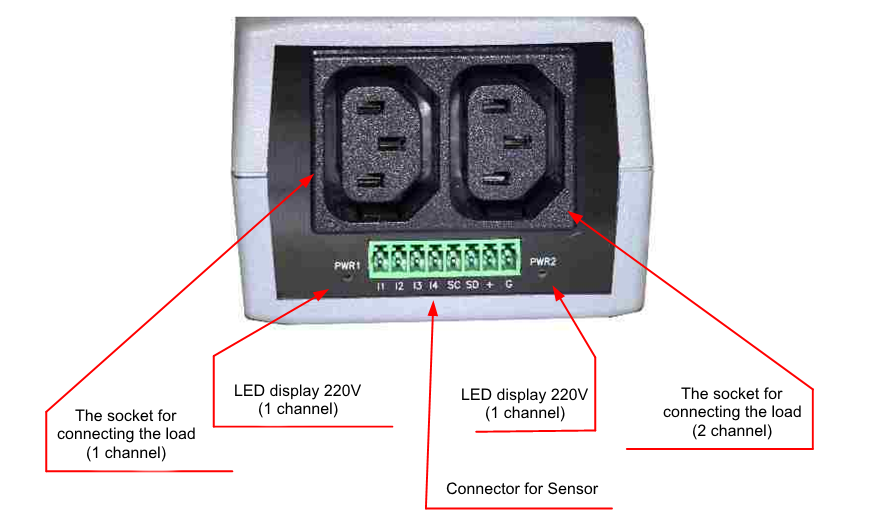 PWR1
PWR2
I1 I2 I3 I4 SC SD + G
LED display 220V
(1 channel)
LED display 220V
(1 channel)
The socket for
connecting the load
(1 channel)
The socket for
connecting the load
(2 channel)
Connector for Sensor